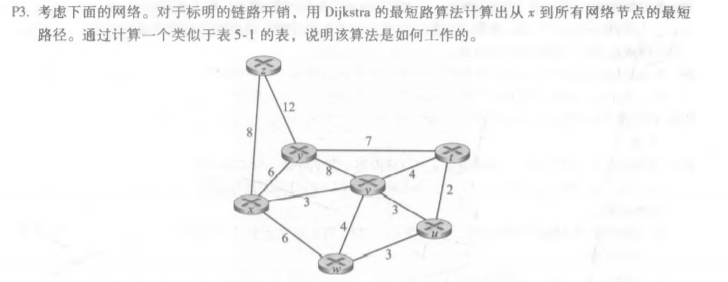 P3. 考虑下面的网络。对于标明的链路开销，用 Dijkstra 的最短路算法计算出从 x 到所有网络节点的最短
路径。通过计算一个类似于表 5-1 的表，说明该算法是如何工作的。
z
12
8
7
y
t
6
8
4
v
3
2
x
3
4
u
6
3
w